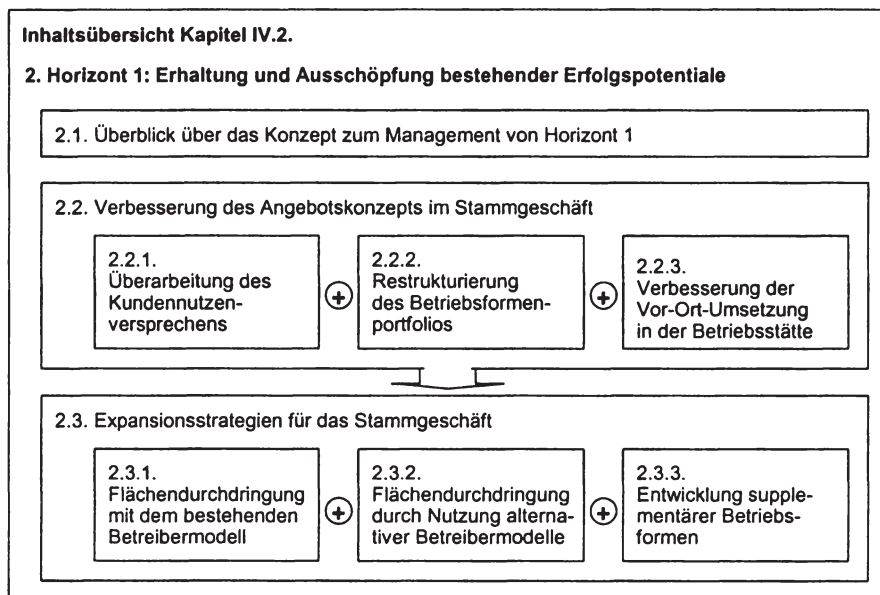 Inhaltsübersicht Kapitel IV.2.
2. Horizont 1: Erhaltung und Ausschöpfung bestehender Erfolgspotentiale
2.1. Überblick über das Konzept zum Management von Horizont 1
2.2. Verbesserung des Angebotskonzepts im Stammgeschäft
2.2.1.
Überarbeitung des
Kundennutzen-
versprechens
+
2.2.2.
Restrukturierung
des Betriebsformen-
portfolios
+
2.2.3.
Verbesserung der
Vor-Ort-Umsetzung
in der Betriebsstätte
2.3. Expansionsstrategien für das Stammgeschäft
2.3.1.
Flächendurchdringung
mit dem bestehenden
Betreibermodell
+
2.3.2.
Flächendurchdringung
durch Nutzung alterna-
tiver Betreibermodelle
+
2.3.3.
Entwicklung supple-
mentärer Betriebs-
formen